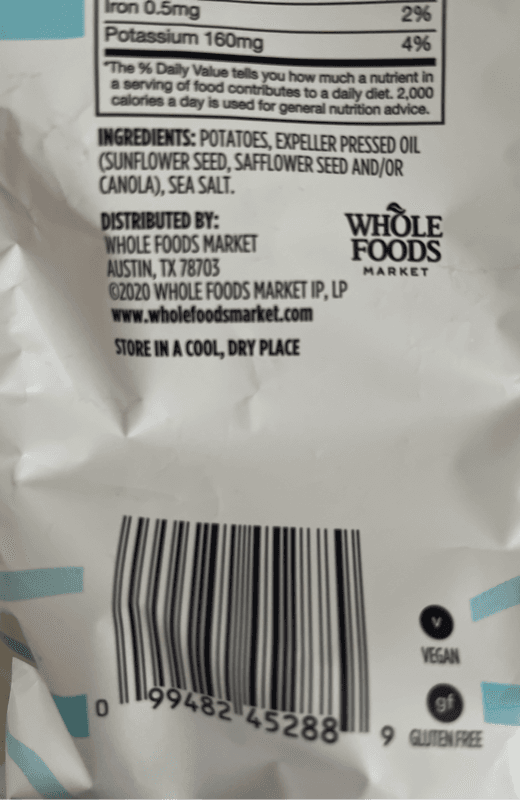 Iron 0.5mg 2%
Potassium 160mg 4%
*The % Daily Value tells you how much a nutrient in
a serving of food contributes to a daily diet. 2,000
calories a day is used for general nutrition advice.
INGREDIENTS: POTATOES, EXPELLER PRESSED OIL
(SUNFLOWER SEED, SAFFLOWER SEED AND/OR
CANOLA), SEA SALT.
DISTRIBUTED BY:
WHOLE FOODS MARKET
AUSTIN, TX 78703
©2020 WHOLE FOODS MARKET IP, LP
www.wholefoodsmarket.com
WHOLE
FOODS
MARKET
STORE IN A COOL, DRY PLACE
V
VEGAN
gf
GLUTEN FREE
0 99482 45288 9